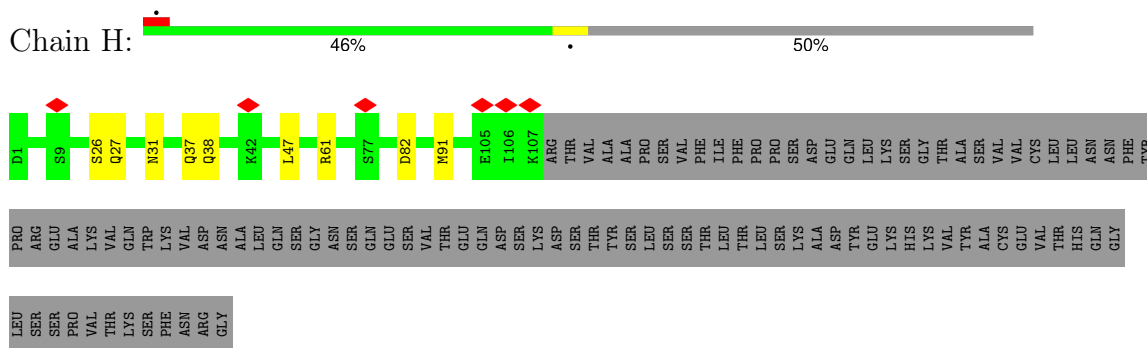 Chain H:
46%
•
50%
D1
S9
S26
Q27
N31
Q37
Q38
K42
L47
R61
S77
D82
M91
E105
I106
K107
ARG
THR
VAL
ALA
ALA
PRO
SER
VAL
PHE
ILE
PHE
PRO
PRO
SER
ASP
GLU
GLN
LEU
LYS
SER
GLY
THR
ALA
SER
VAL
VAL
CYS
LEU
LEU
ASN
ASN
PHE
TYR
PRO
ARG
GLU
ALA
LYS
VAL
GLN
TRP
LYS
VAL
ASP
ASN
ALA
LEU
GLN
SER
GLY
ASN
SER
GLN
GLU
SER
VAL
THR
GLU
GLN
ASP
SER
LYS
ASP
SER
THR
TYR
SER
LEU
SER
SER
THR
LEU
THR
LEU
SER
LYS
ALA
ASP
TYR
GLU
LYS
HIS
LYS
VAL
TYR
ALA
CYS
GLU
VAL
THR
HIS
GLN
GLY
LEU
SER
SER
PRO
VAL
THR
LYS
SER
PHE
ASN
ARG
GLY